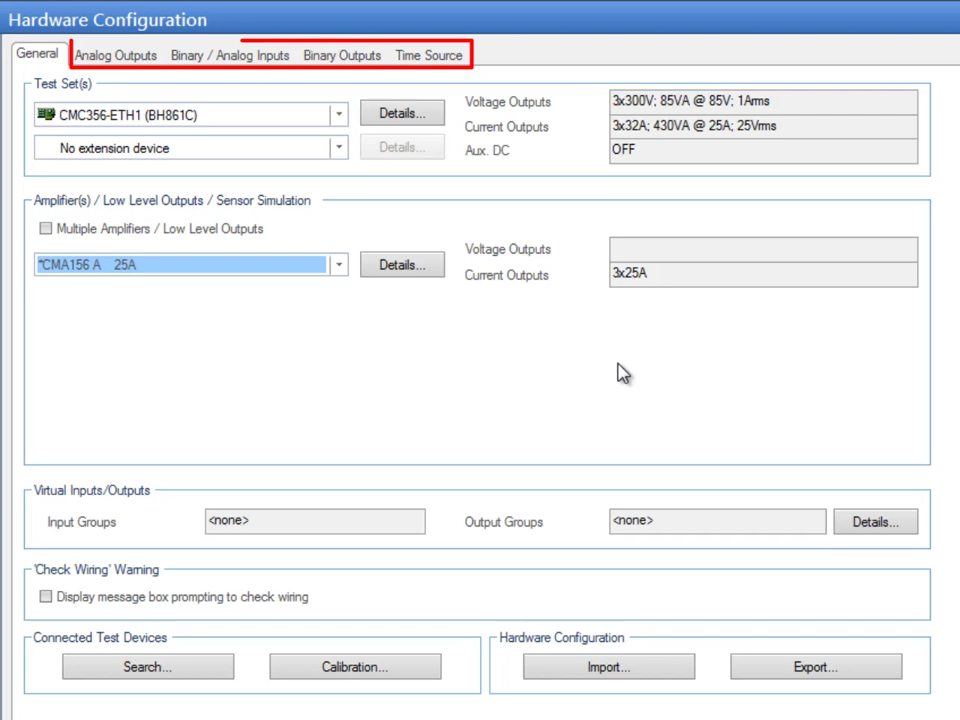 Hardware Configuration
General Analog Outputs Binary / Analog Inputs Binary Outputs Time Source
Test Set(s)
CMC356-ETH1 (BH861C) Details... Voltage Outputs 3x300V; 85VA @ 85V; 1Arms
Current Outputs 3x32A; 430VA @ 25A; 25Vrms
No extension device Details... Aux. DC OFF
Amplifier(s) / Low Level Outputs / Sensor Simulation
Multiple Amplifiers / Low Level Outputs
Voltage Outputs
*CMA156 A 25A Details... Current Outputs 3x25A
Virtual Inputs/Outputs
Input Groups <none> Output Groups <none> Details...
'Check Wiring' Warning
Display message box prompting to check wiring
Connected Test Devices Hardware Configuration
Search... Calibration... Import... Export...